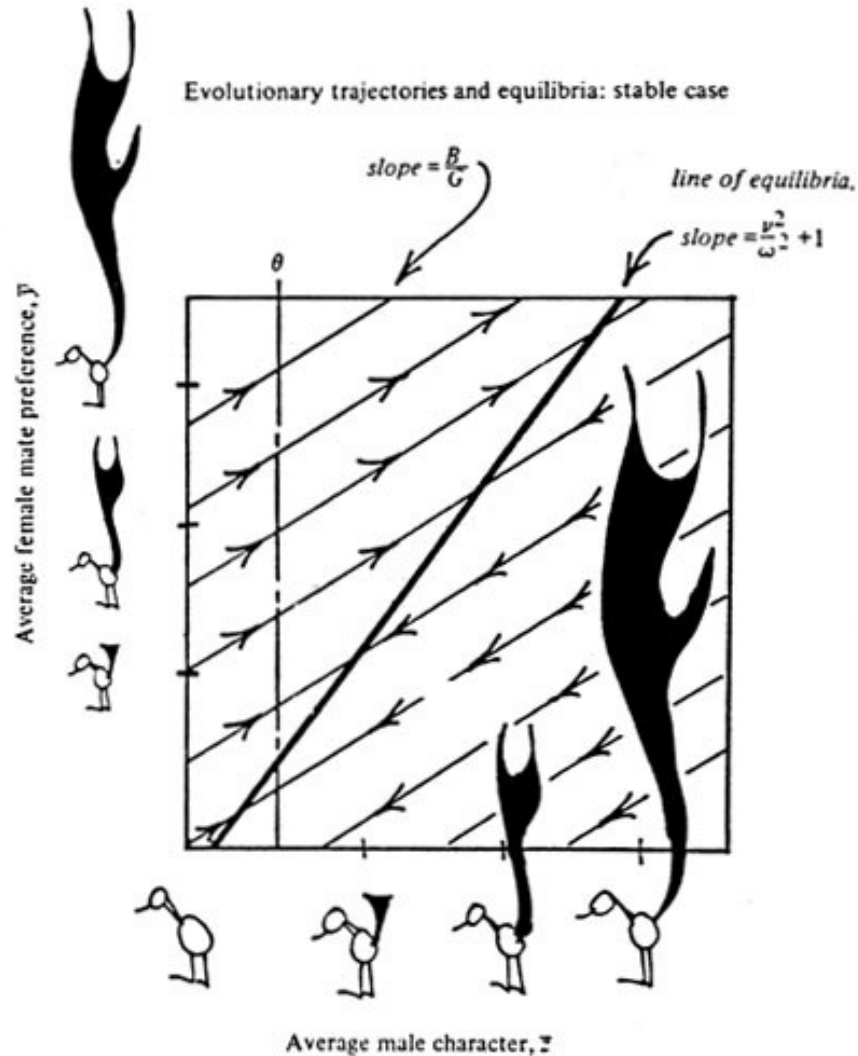 Evolutionary trajectories and equilibria: stable case
slope = B/G
line of equilibria,
slope = ν²/ω² + 1
θ
Average female mate preference, y̅
Average male character, z̅